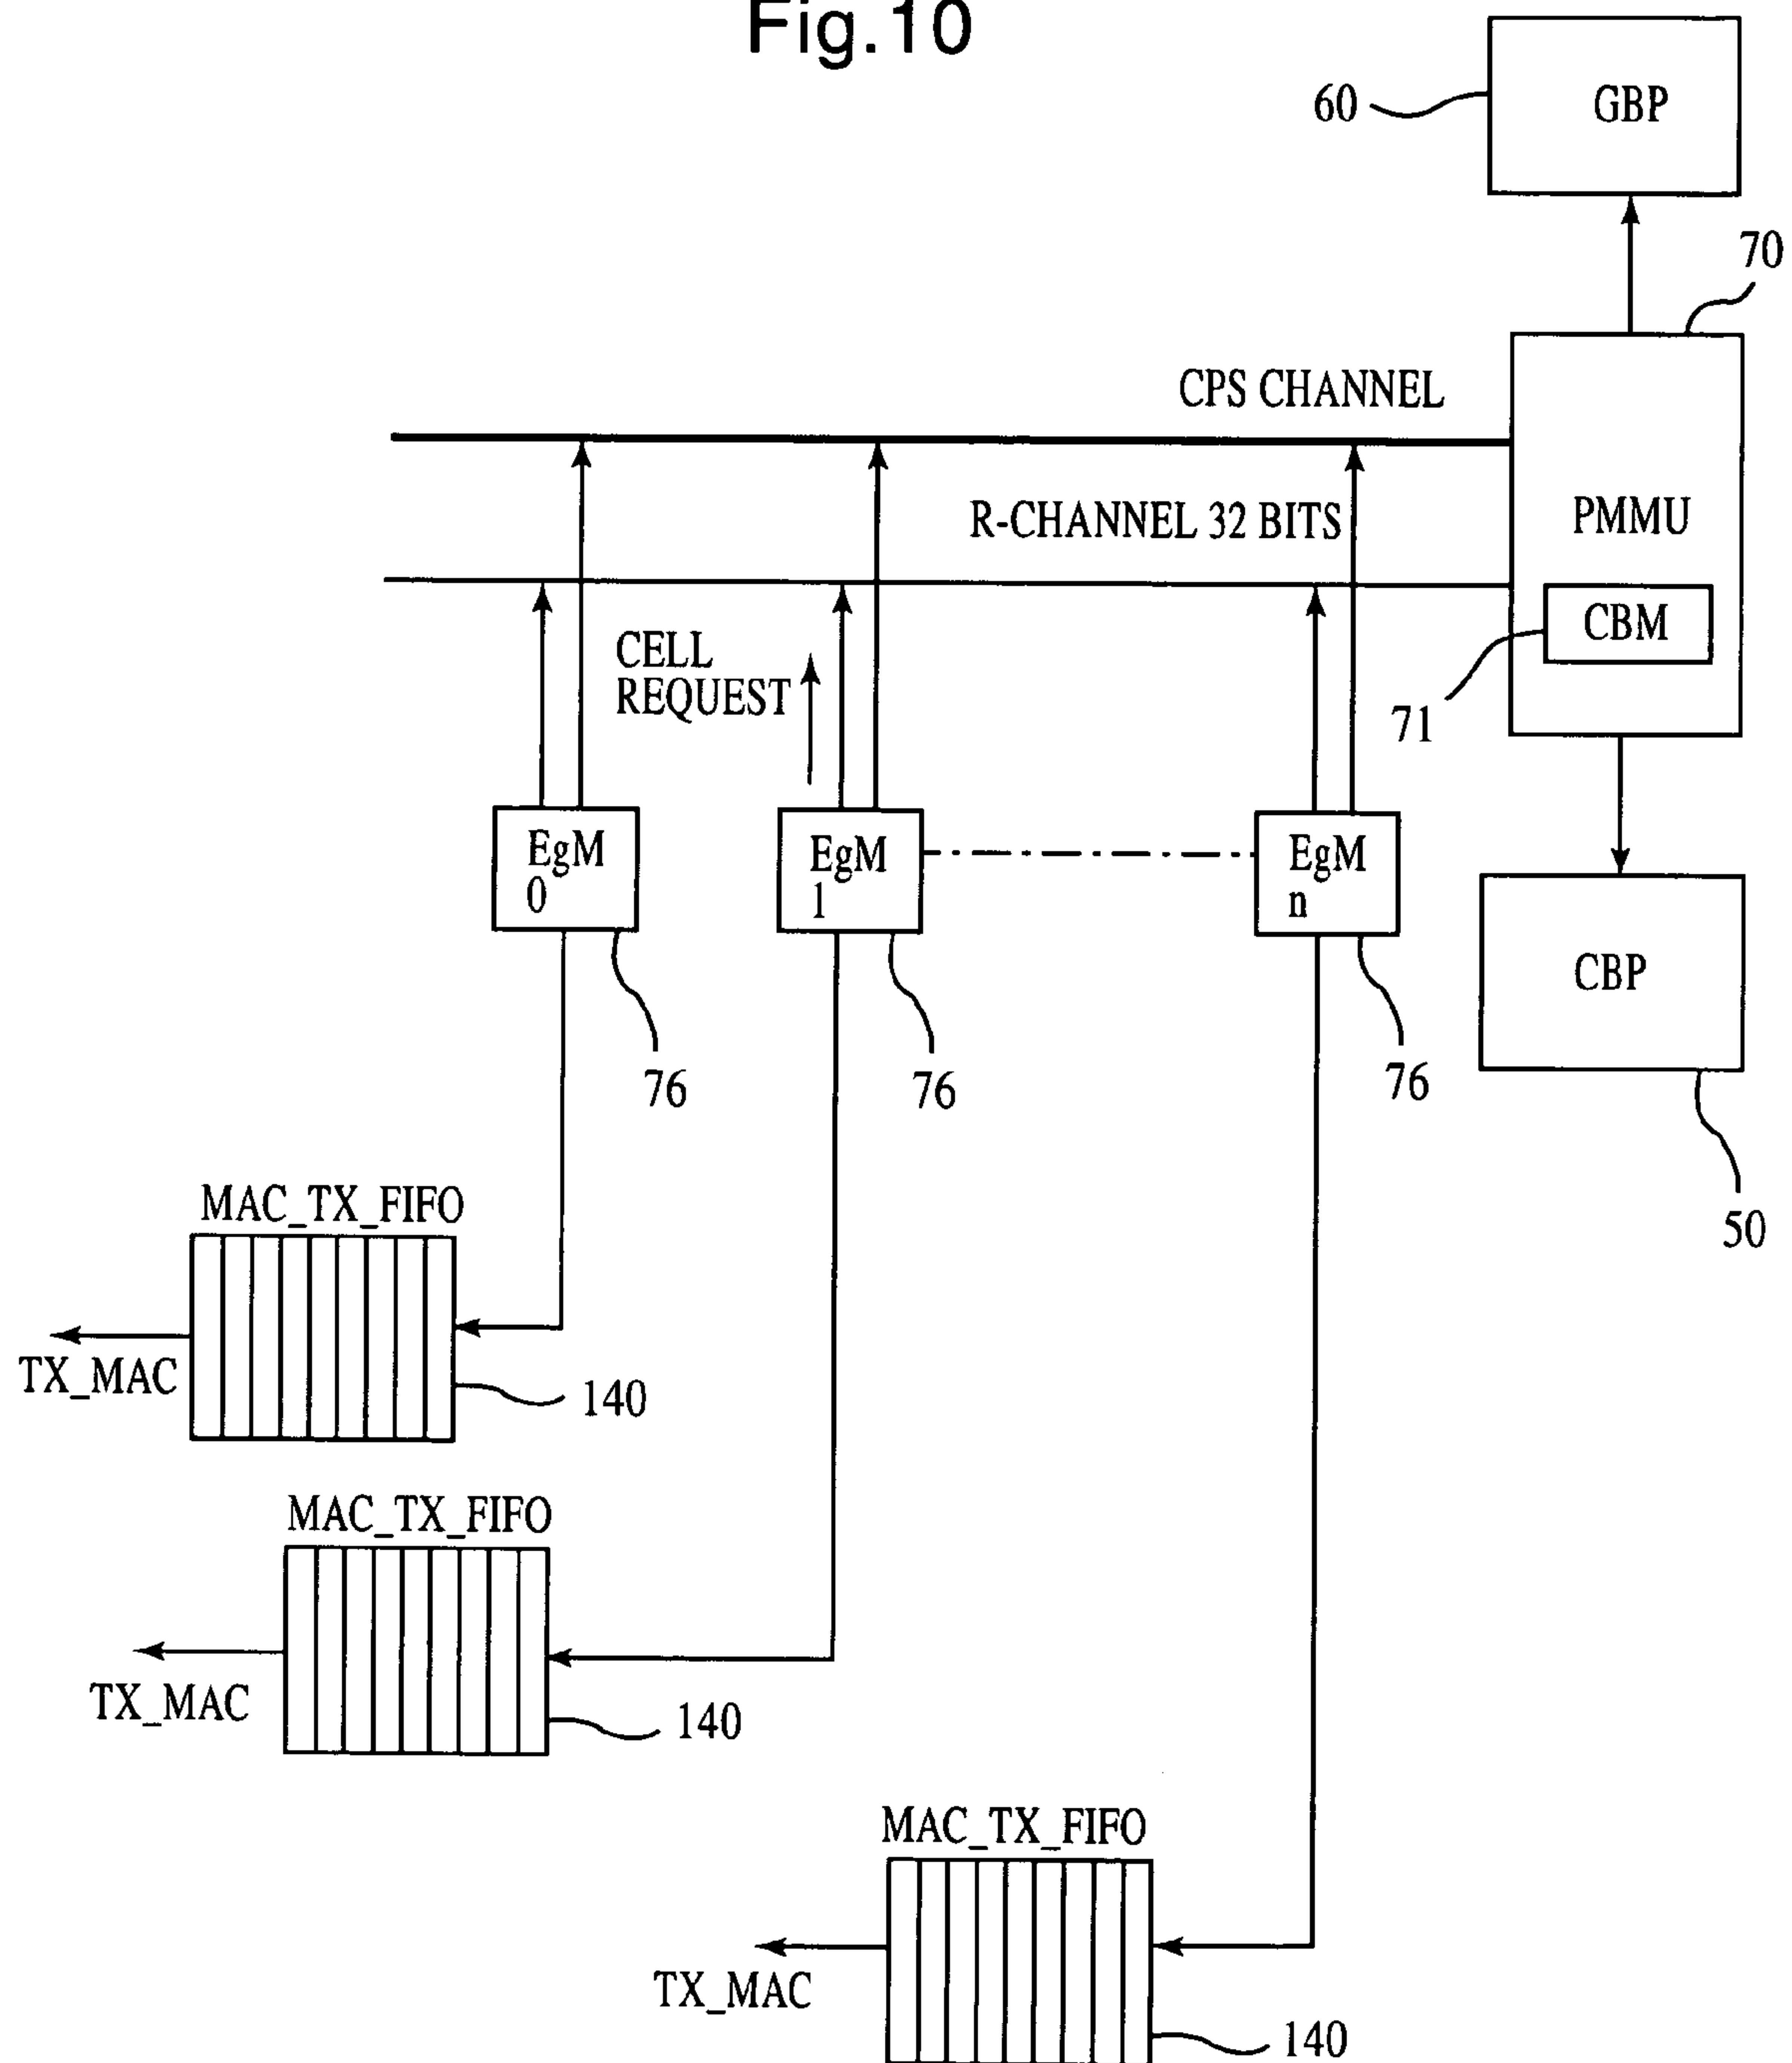 Fig.10
60
GBP
70
CPS CHANNEL
R-CHANNEL 32 BITS
PMMU
CBM
CELL
REQUEST
71
EgM
0
EgM
1
EgM
n
CBP
76
76
76
50
MAC_TX_FIFO
TX_MAC
140
MAC_TX_FIFO
TX_MAC
140
MAC_TX_FIFO
TX_MAC
140